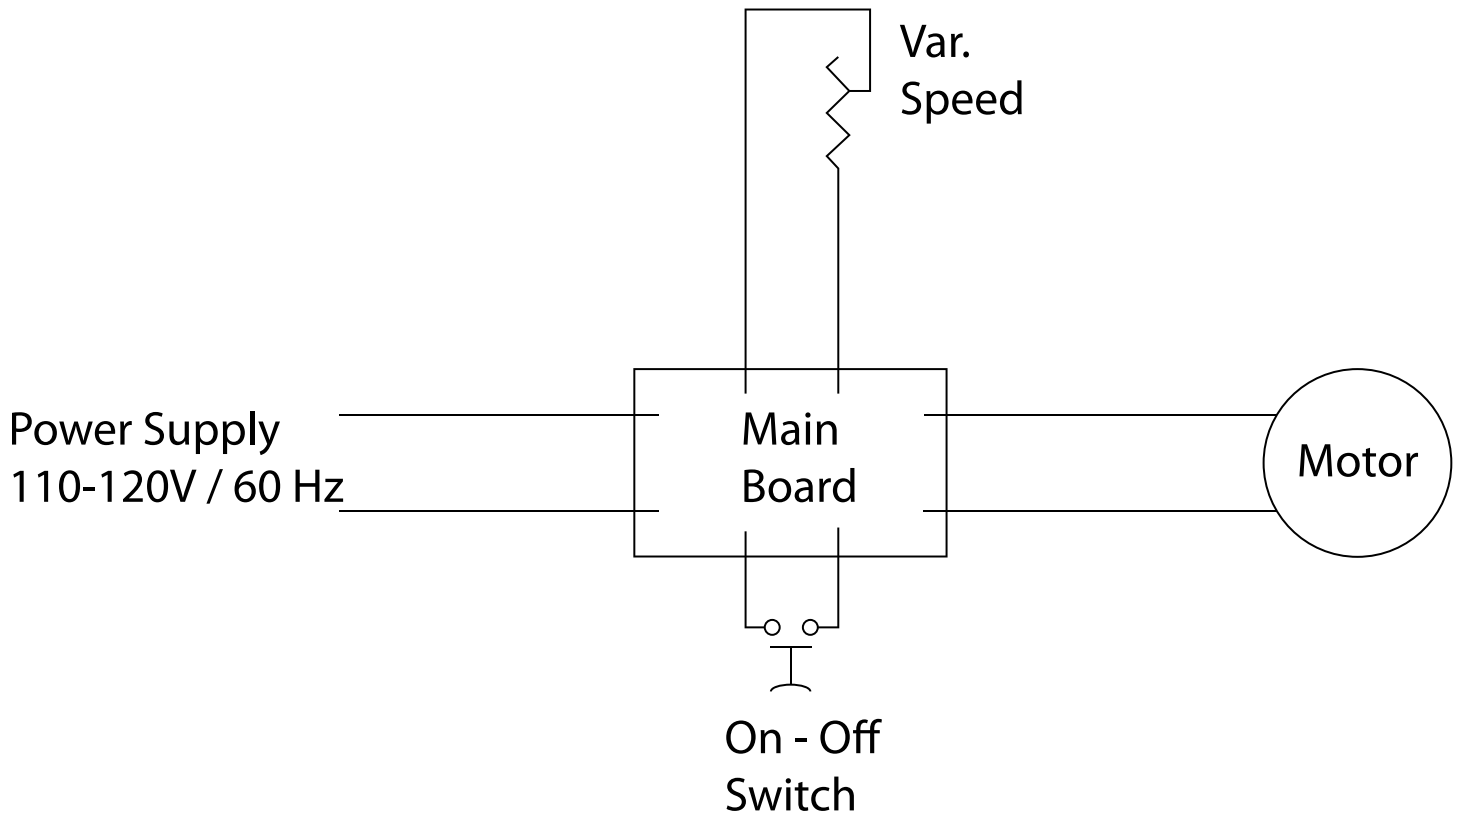 Var.
Speed
Power Supply
110-120V / 60 Hz
Main
Board
Motor
On - Off
Switch